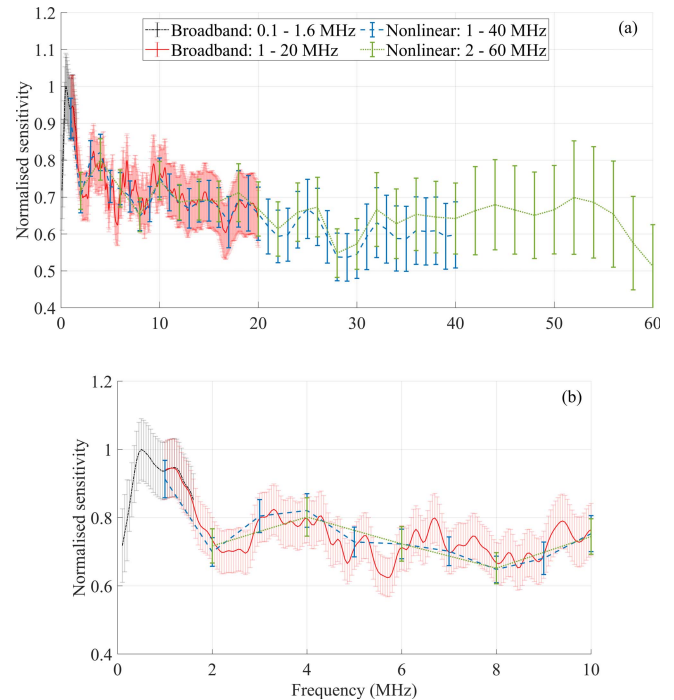 1.2
1.1
1
0.9
0.8
0.7
0.6
0.5
0.4
Normalised sensitivity
Broadband: 0.1 - 1.6 MHz
Nonlinear: 1 - 40 MHz
Broadband: 1 - 20 MHz
Nonlinear: 2 - 60 MHz
(a)
0 10 20 30 40 50 60
1.2
1
0.8
0.6
0.4
Normalised sensitivity
(b)
0 2 4 6 8 10
Frequency (MHz)